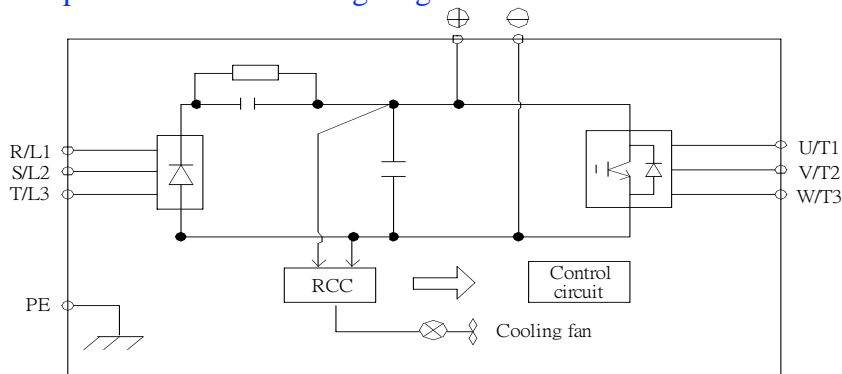 ⊕ ⊖
R/L1
S/L2
T/L3
U/T1
V/T2
W/T3
RCC
Control
circuit
PE
Cooling fan